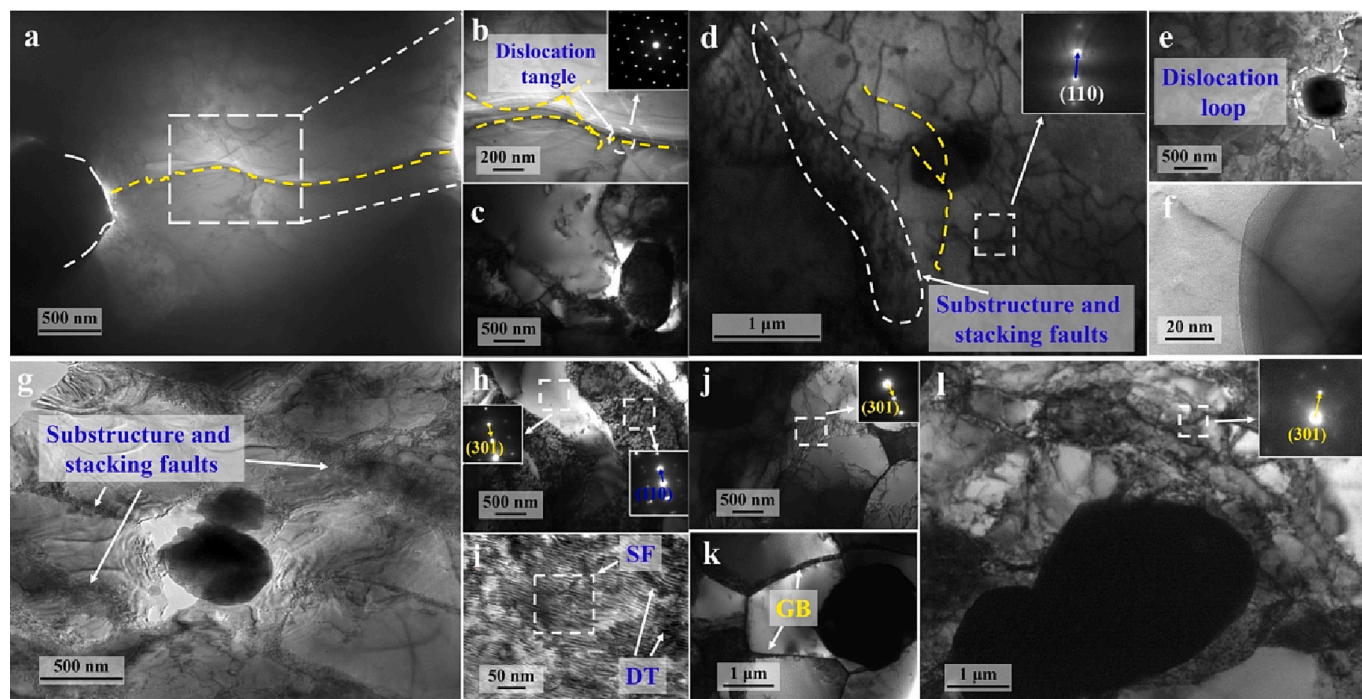 a
500 nm
b
Dislocation
tangle
200 nm
c
500 nm
d
(110)
Substructure and
stacking faults
1 μm
e
Dislocation
loop
500 nm
f
20 nm
g
Substructure and
stacking faults
500 nm
h
(301)
(110)
500 nm
i
SF
DT
50 nm
j
(301)
500 nm
k
GB
1 μm
l
(301)
1 μm